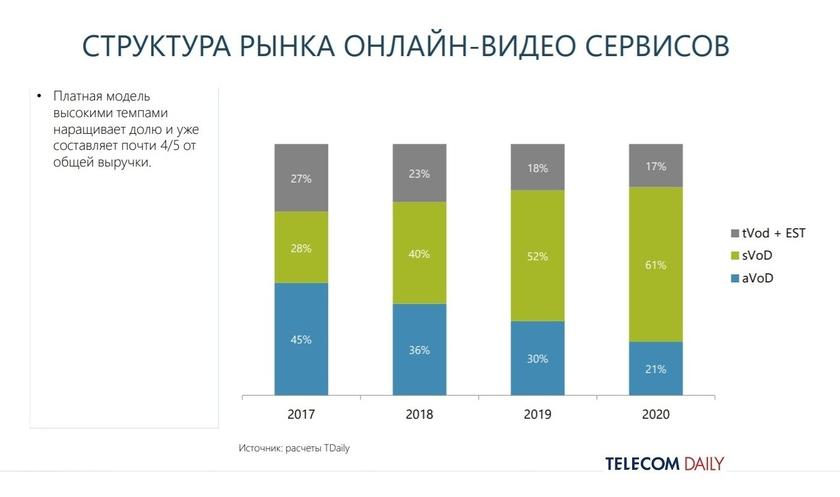 СТРУКТУРА РЫНКА ОНЛАЙН-ВИДЕО СЕРВИСОВ
• Платная модель
высокими темпами
наращивает долю и уже
составляет почти 4/5 от
общей выручки.
27%
28%
45%
23%
40%
36%
18%
52%
30%
17%
61%
21%
2017
2018
2019
2020
tVod + EST
sVoD
aVoD
Источник: расчеты TDaily
TELECOM DAILY